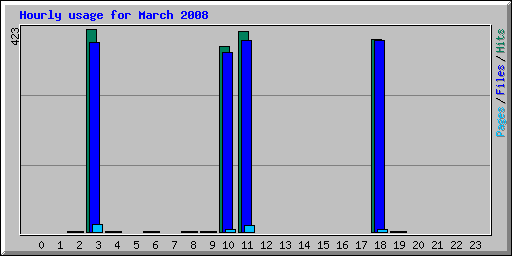 Hourly usage for March 2008
423
Pages/Files/Hits
0 1 2 3 4 5 6 7 8 9 10 11 12 13 14 15 16 17 18 19 20 21 22 23